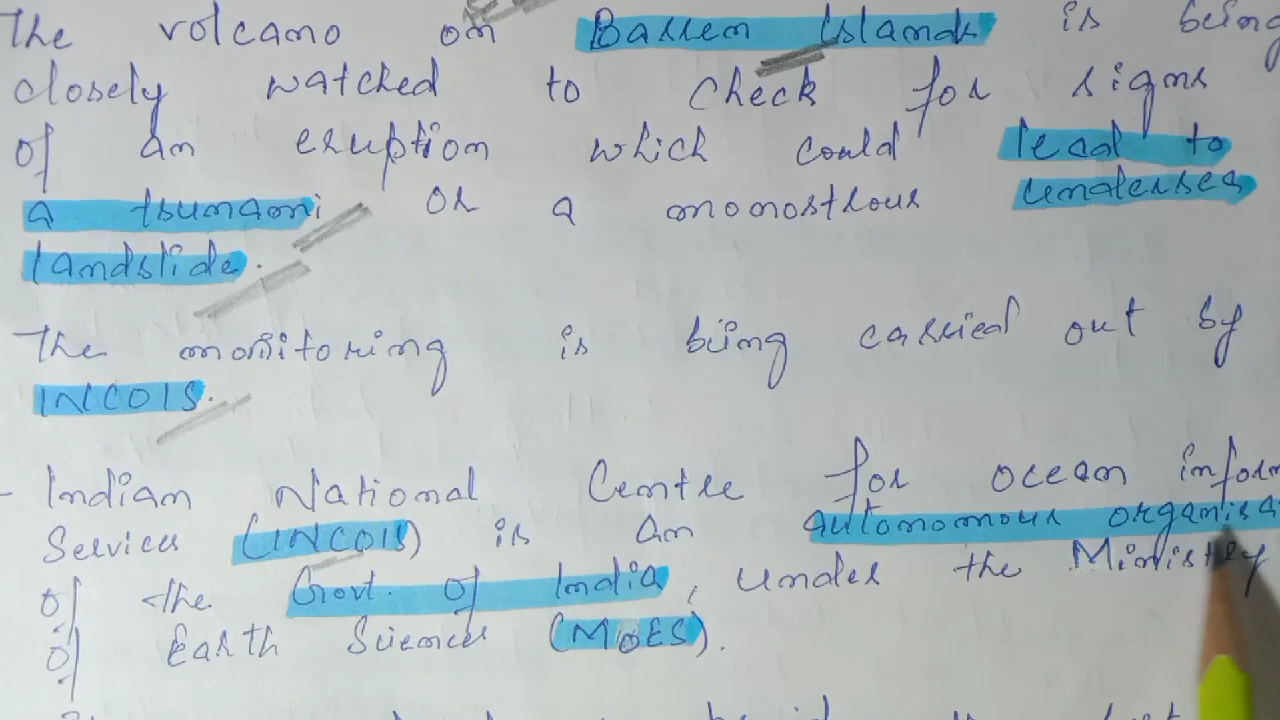 The volcano on Barren Islands is being
closely watched to check for signs
of an eruption which could lead to
a tsunami or a monostrous undersea
landslide.
The monitoring is being carried out by
INCOIS.
- Indian National Centre for ocean inform
Services (INCOIS) is an autonomous organisa
of the Govt. of India, under the Ministry
of Earth Sciences (MOES).